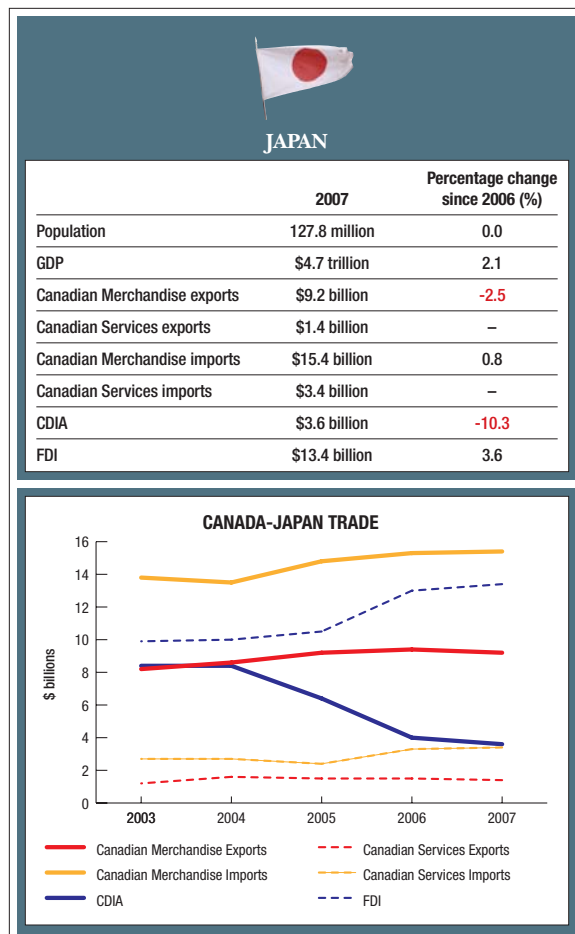 JAPAN
2007 Percentage change since 2006 (%)
Population 127.8 million 0.0
GDP $4.7 trillion 2.1
Canadian Merchandise exports $9.2 billion -2.5
Canadian Services exports $1.4 billion –
Canadian Merchandise imports $15.4 billion 0.8
Canadian Services imports $3.4 billion –
CDIA $3.6 billion -10.3
FDI $13.4 billion 3.6
CANADA-JAPAN TRADE
$ billions
16
14
12
10
8
6
4
2
0
2003 2004 2005 2006 2007
Canadian Merchandise Exports Canadian Services Exports
Canadian Merchandise Imports Canadian Services Imports
CDIA FDI